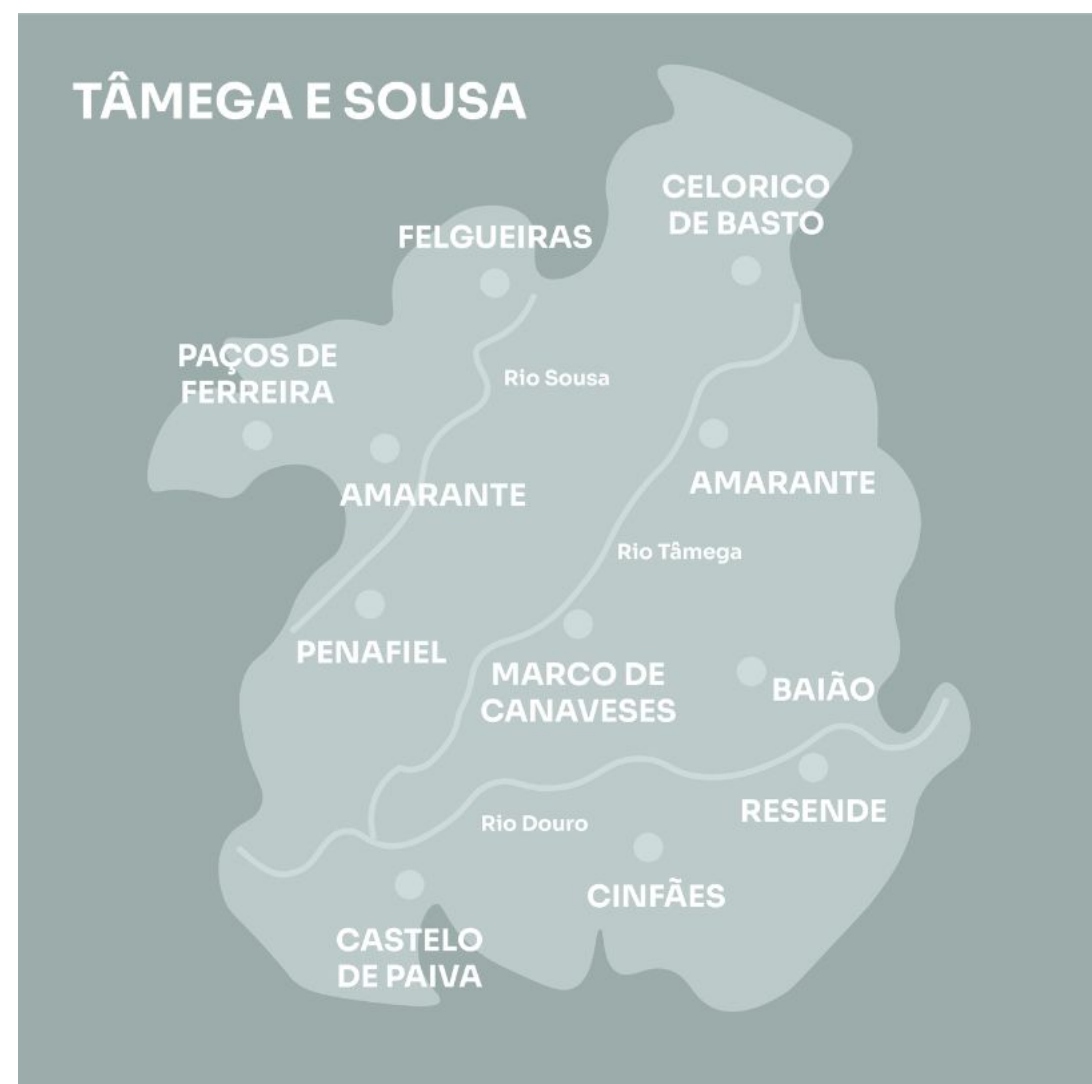 TÂMEGA E SOUSA
CELORICO
DE BASTO
FELGUEIRAS
PAÇOS DE
FERREIRA
Rio Sousa
AMARANTE
AMARANTE
Rio Tâmega
PENAFIEL
MARCO DE
CANAVESES
BAIÃO
RESENDE
Rio Douro
CINFÃES
CASTELO
DE PAIVA